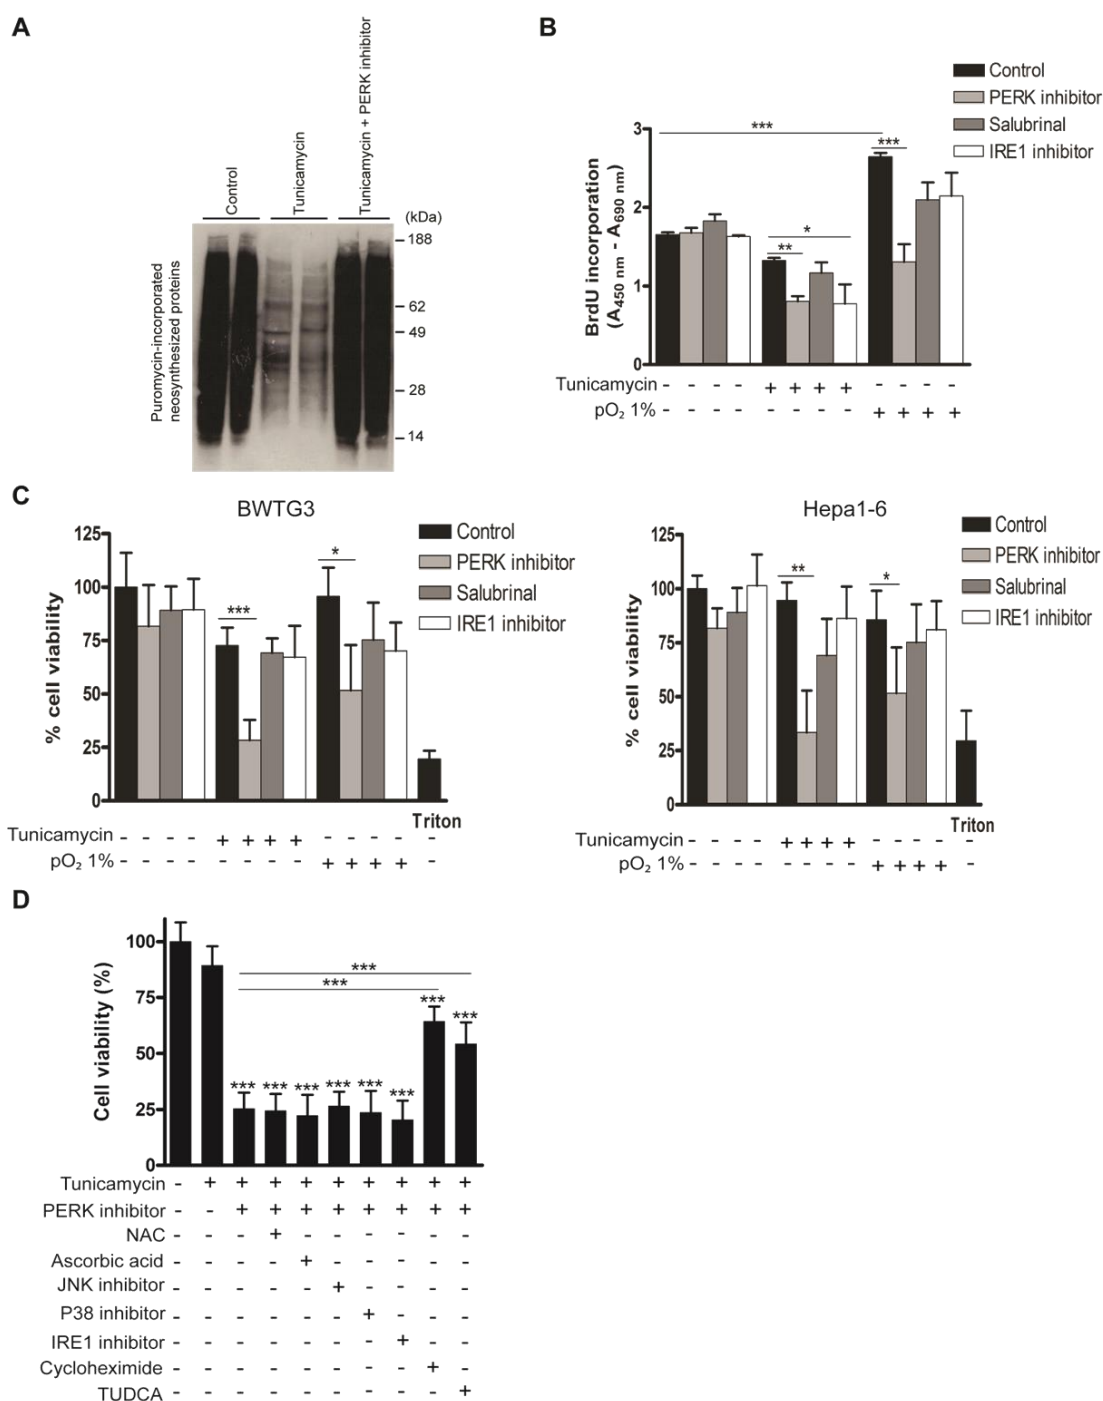 A
Control
Tunicamycin
Tunicamycin + PERK inhibitor
(kDa)
188
62
49
28
14
Puromycin-incorporated
neosynthesized proteins
B
Control
PERK inhibitor
Salubrinal
IRE1 inhibitor
BrdU incorporation
(A450 nm - A690 nm)
3
2
1
0
***
***
*
**
Tunicamycin - - - - + + + + - - - -
pO₂ 1% - - - - - - - - + + + +
C
BWTG3
Control
PERK inhibitor
Salubrinal
IRE1 inhibitor
% cell viability
125
100
75
50
25
0
*
***
Triton
Tunicamycin - - - - + + + + - - - - -
pO₂ 1% - - - - - - - - + + + + -
Hepa1-6
Control
PERK inhibitor
Salubrinal
IRE1 inhibitor
% cell viability
125
100
75
50
25
0
**
*
Triton
Tunicamycin - - - - + + + + - - - - -
pO₂ 1% - - - - - - - - + + + + -
D
Cell viability (%)
100
75
50
25
0
***
***
*** *** *** *** *** *** *** ***
Tunicamycin - + + + + + + + + +
PERK inhibitor - - + + + + + + + +
NAC - - - + - - - - - -
Ascorbic acid - - - - + - - - - -
JNK inhibitor - - - - - + - - - -
P38 inhibitor - - - - - - + - - -
IRE1 inhibitor - - - - - - - + - -
Cycloheximide - - - - - - - - + -
TUDCA - - - - - - - - - +